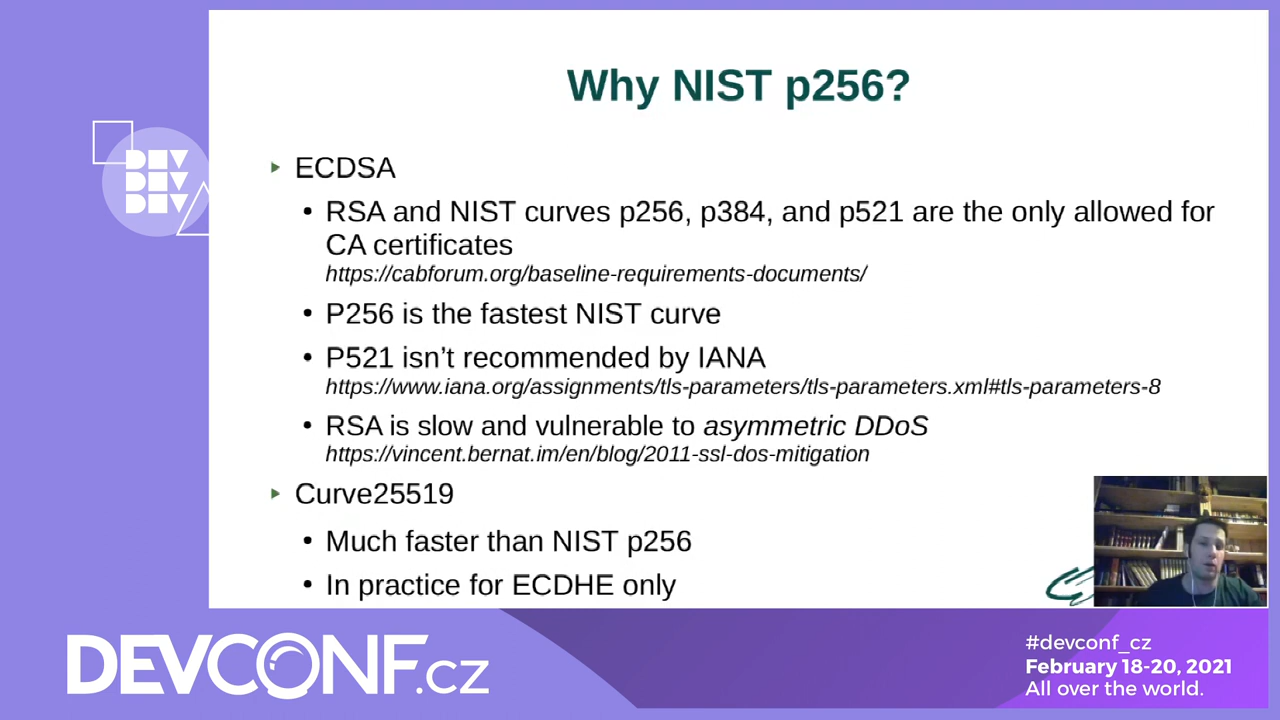 Why NIST p256?
ECDSA
RSA and NIST curves p256, p384, and p521 are the only allowed for
CA certificates
https://cabforum.org/baseline-requirements-documents/
P256 is the fastest NIST curve
P521 isn't recommended by IANA
https://www.iana.org/assignments/tls-parameters/tls-parameters.xml#tls-parameters-8
RSA is slow and vulnerable to asymmetric DDoS
https://vincent.bernat.im/en/blog/2011-ssl-dos-mitigation
Curve25519
Much faster than NIST p256
In practice for ECDHE only
DEV
DEV
DEV
DEVCONF.cz
#devconf_cz
February 18-20, 2021
All over the world.